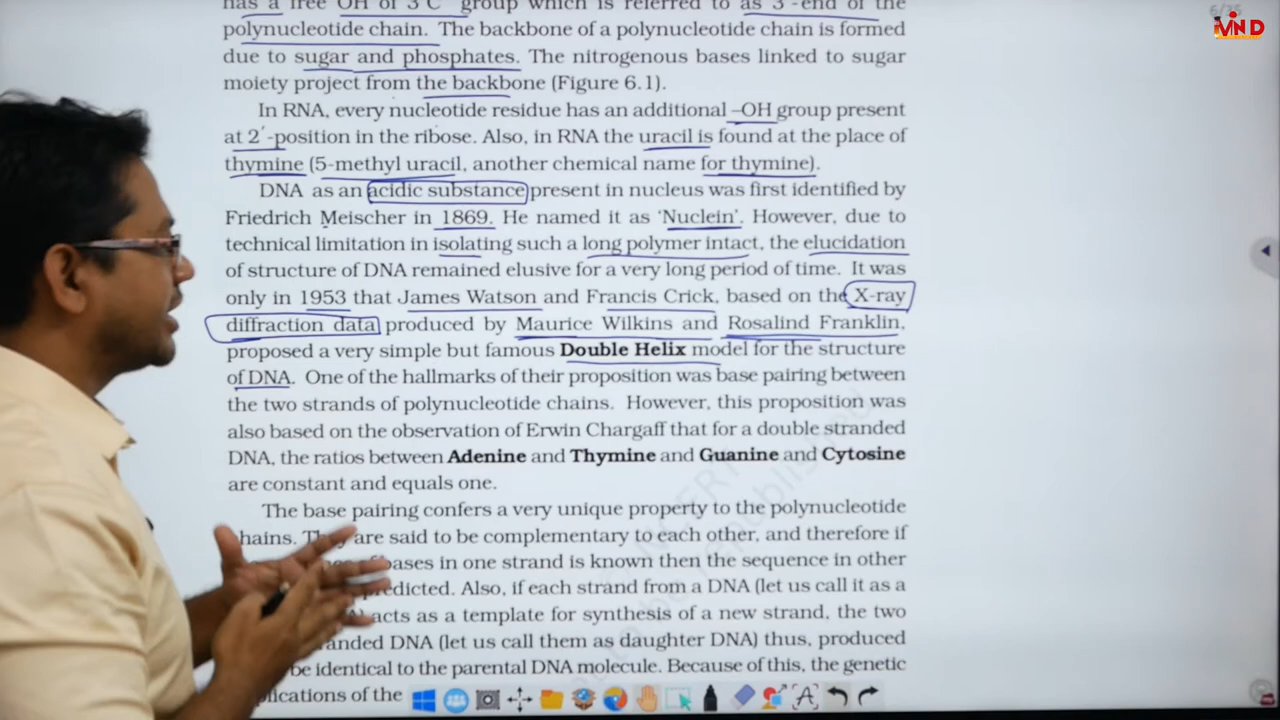 has a free OH of 3'C group which is referred to as 3'-end of the
polynucleotide chain. The backbone of a polynucleotide chain is formed
due to sugar and phosphates. The nitrogenous bases linked to sugar
moiety project from the backbone (Figure 6.1).
In RNA, every nucleotide residue has an additional –OH group present
at 2'-position in the ribose. Also, in RNA the uracil is found at the place of
thymine (5-methyl uracil, another chemical name for thymine).
DNA as an acidic substance present in nucleus was first identified by
Friedrich Meischer in 1869. He named it as 'Nuclein'. However, due to
technical limitation in isolating such a long polymer intact, the elucidation
of structure of DNA remained elusive for a very long period of time. It was
only in 1953 that James Watson and Francis Crick, based on the X-ray
diffraction data produced by Maurice Wilkins and Rosalind Franklin,
proposed a very simple but famous Double Helix model for the structure
of DNA. One of the hallmarks of their proposition was base pairing between
the two strands of polynucleotide chains. However, this proposition was
also based on the observation of Erwin Chargaff that for a double stranded
DNA, the ratios between Adenine and Thymine and Guanine and Cytosine
are constant and equals one.
The base pairing confers a very unique property to the polynucleotide
hains. They are said to be complementary to each other, and therefore if
bases in one strand is known then the sequence in other
edicted. Also, if each strand from a DNA (let us call it as a
acts as a template for synthesis of a new strand, the two
anded DNA (let us call them as daughter DNA) thus, produced
be identical to the parental DNA molecule. Because of this, the genetic
plications of the
MIND